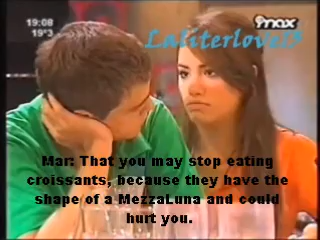 19:08
19'3
max
Laliterlove!?
Mar: That you may stop eating
croissants, because they have the
shape of a MezzaLuna and could
hurt you.